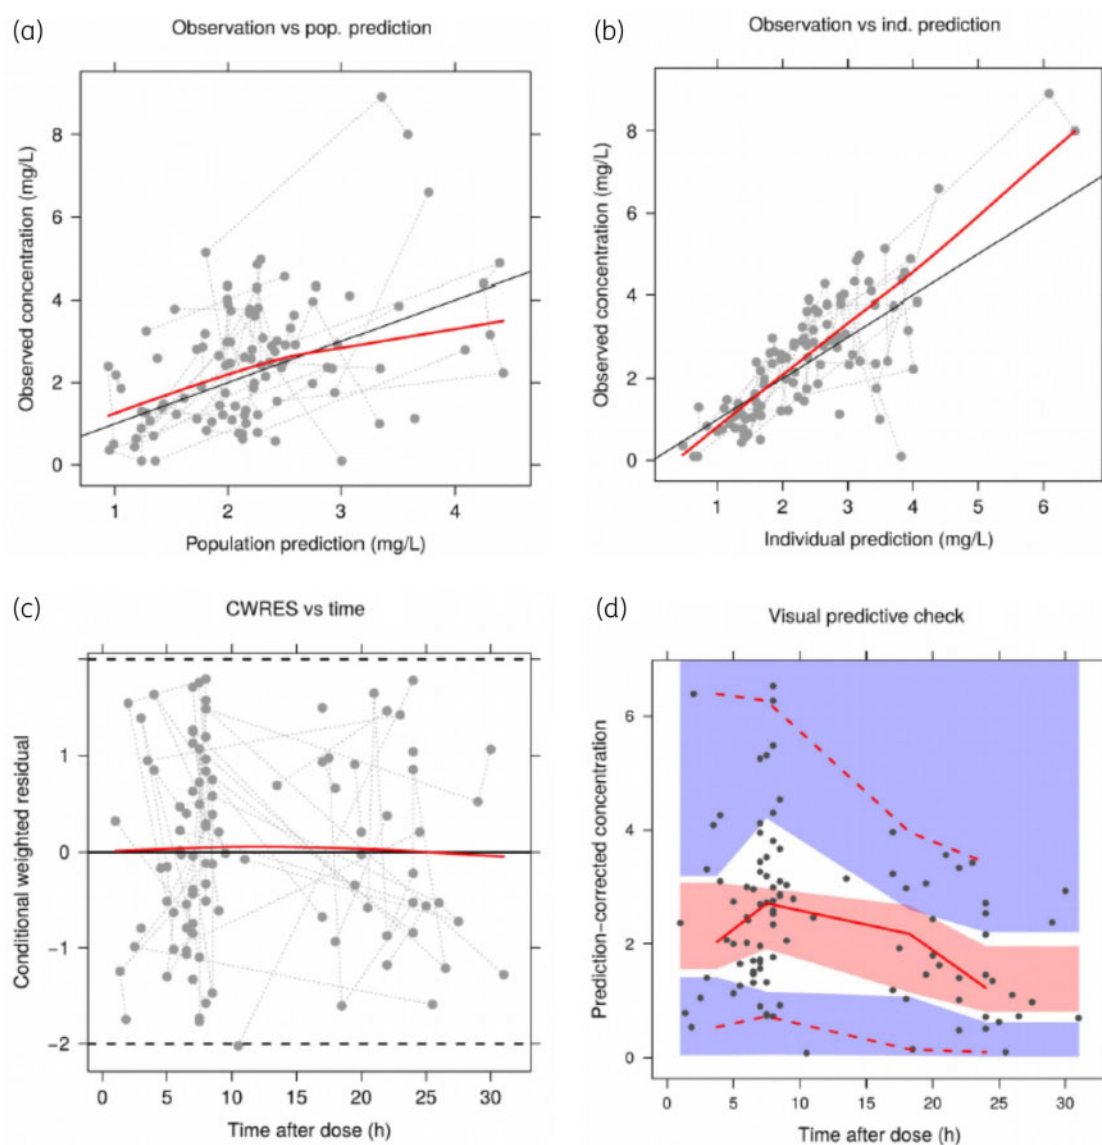 (a)
Observation vs pop. prediction
Observed concentration (mg/L)
8
6
4
2
0
1 2 3 4
Population prediction (mg/L)
(b)
Observation vs ind. prediction
Observed concentration (mg/L)
8
6
4
2
0
1 2 3 4 5 6
Individual prediction (mg/L)
(c)
CWRES vs time
Conditional weighted residual
1
0
−1
−2
0 5 10 15 20 25 30
Time after dose (h)
(d)
Visual predictive check
Prediction−corrected concentration
6
4
2
0
0 5 10 15 20 25 30
Time after dose (h)